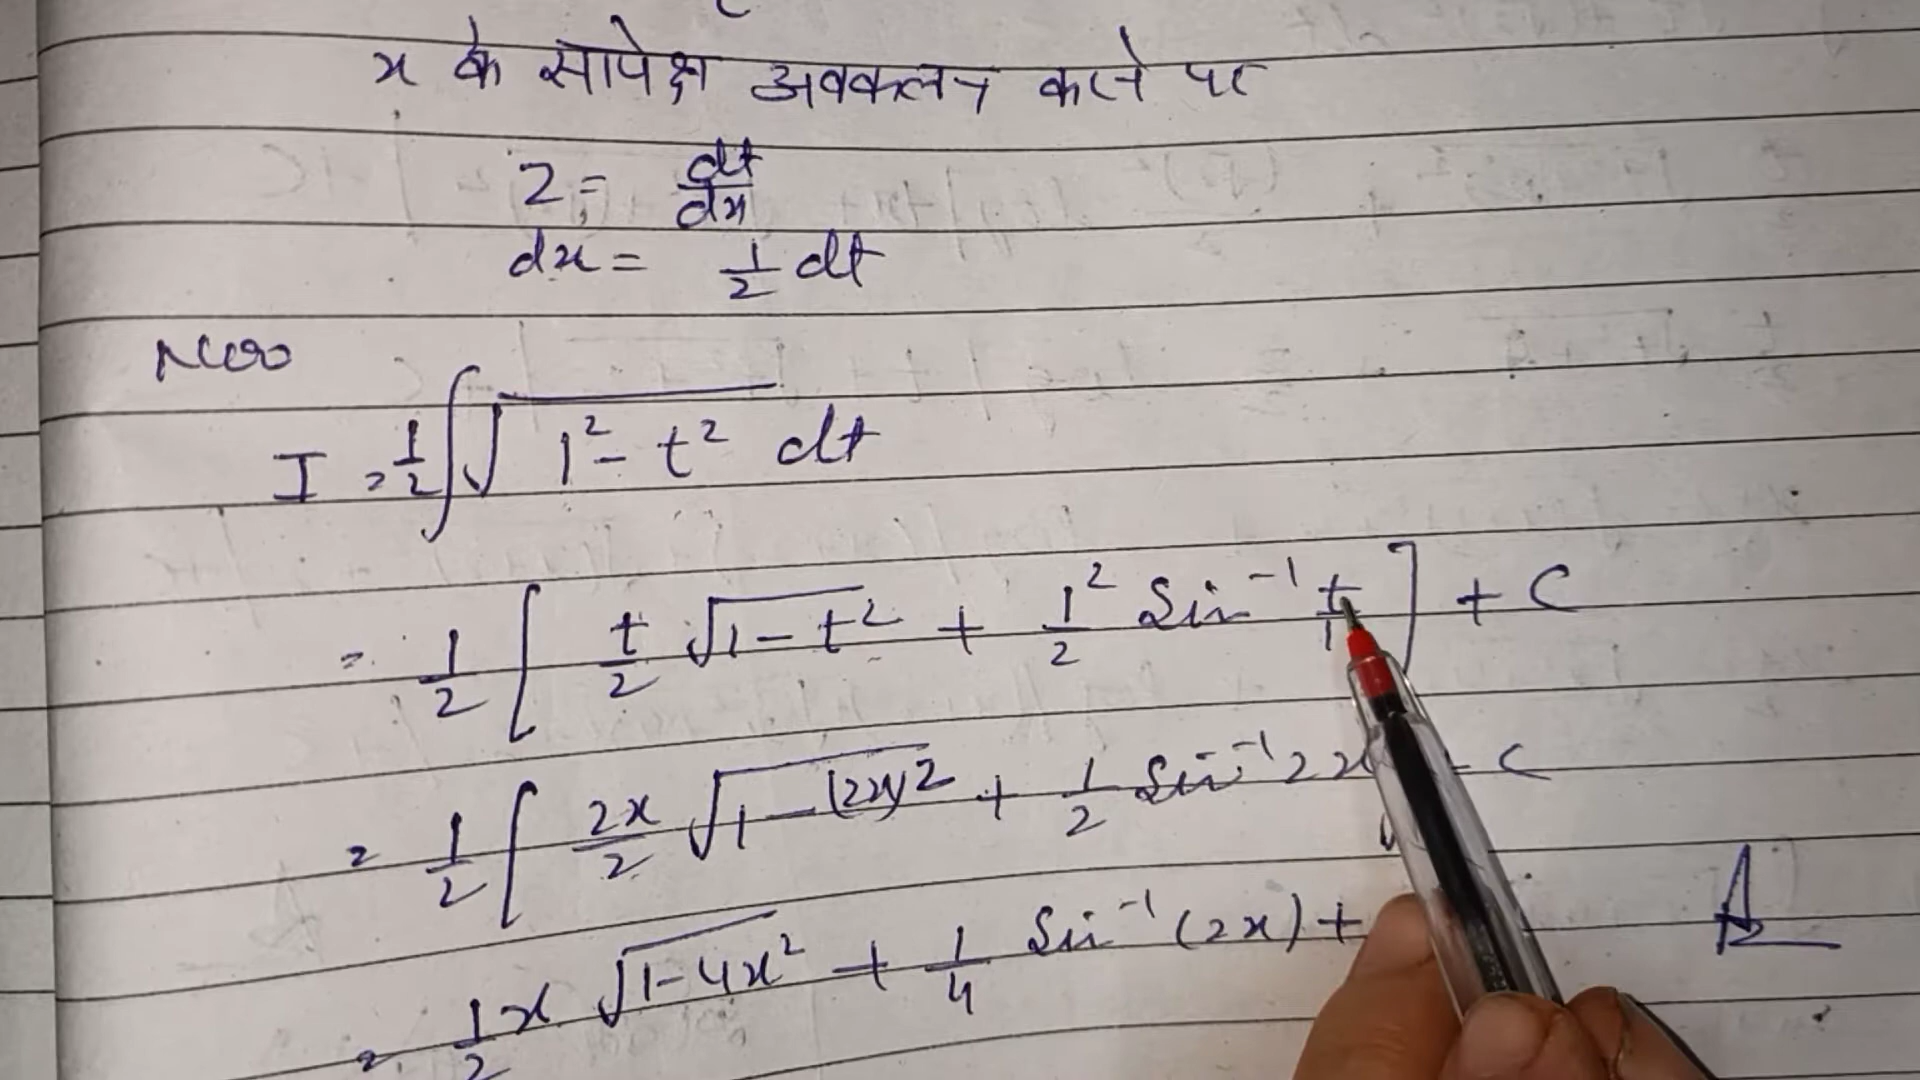 x के सापेक्ष अवकलन करने पर
2 = dt/dx
dx = 1/2 dt
Now
I = 1/2 ∫√(1² - t²) dt
= 1/2 [ t/2 √(1 - t²) + 1²/2 Sin⁻¹ t/1 ] + C
= 1/2 [ 2x/2 √(1 - (2x)²) + 1/2 Sin⁻¹ 2x C
= 1/2 x √(1 - 4x²) + 1/4 Sin⁻¹ (2x) +